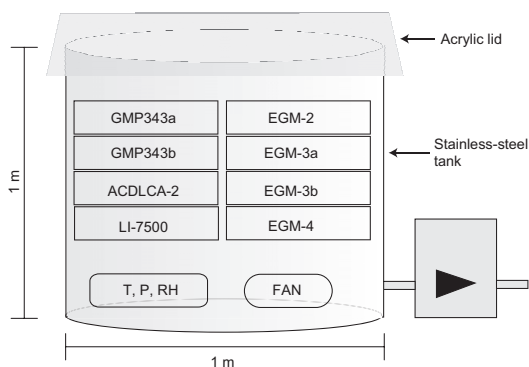 Acrylic lid
GMP343a
EGM-2
GMP343b
EGM-3a
ACDLCA-2
EGM-3b
LI-7500
EGM-4
Stainless-steel
tank
1 m
T, P, RH
FAN
1 m